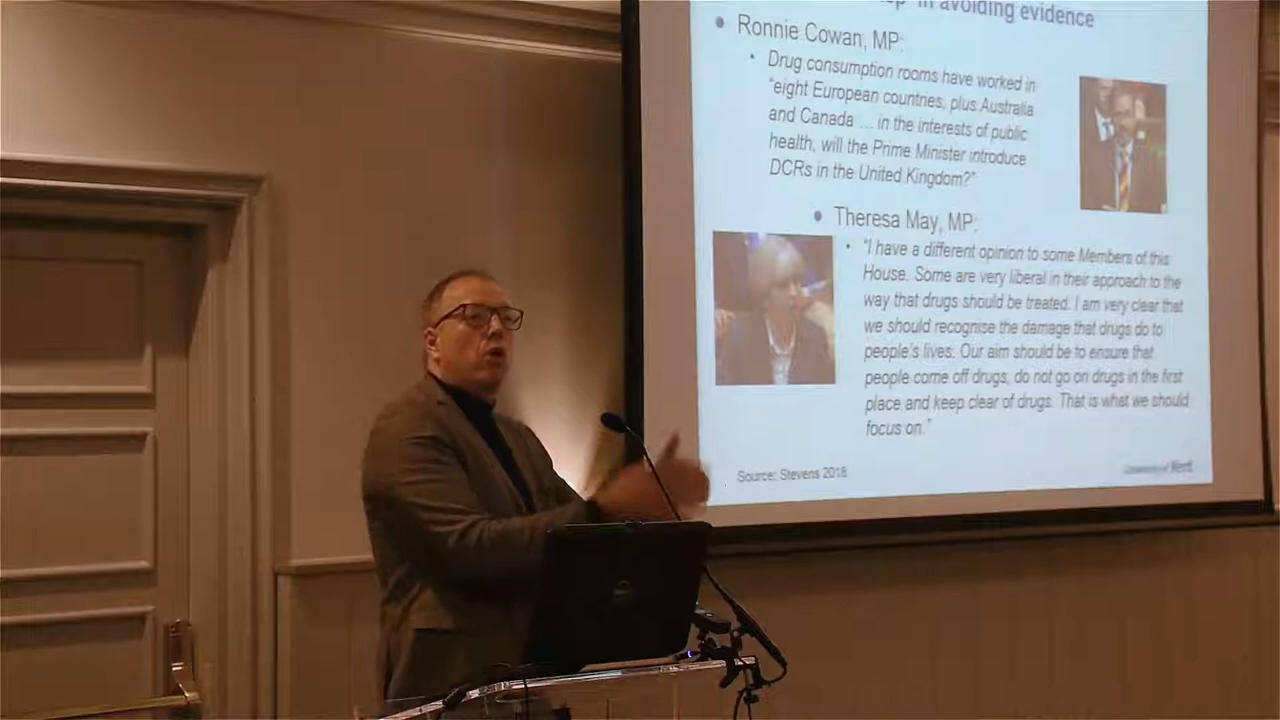 in avoiding evidence
Ronnie Cowan, MP:
Drug consumption rooms have worked in
"eight European countries, plus Australia
and Canada ... in the interests of public
health, will the Prime Minister introduce
DCRs in the United Kingdom?"
Theresa May, MP:
"I have a different opinion to some Members of this
House. Some are very liberal in their approach to the
way that drugs should be treated. I am very clear that
we should recognise the damage that drugs do to
people's lives. Our aim should be to ensure that
people come off drugs, do not go on drugs in the first
place and keep clear of drugs. That is what we should
focus on."
Source: Stevens 2018
University of Kent